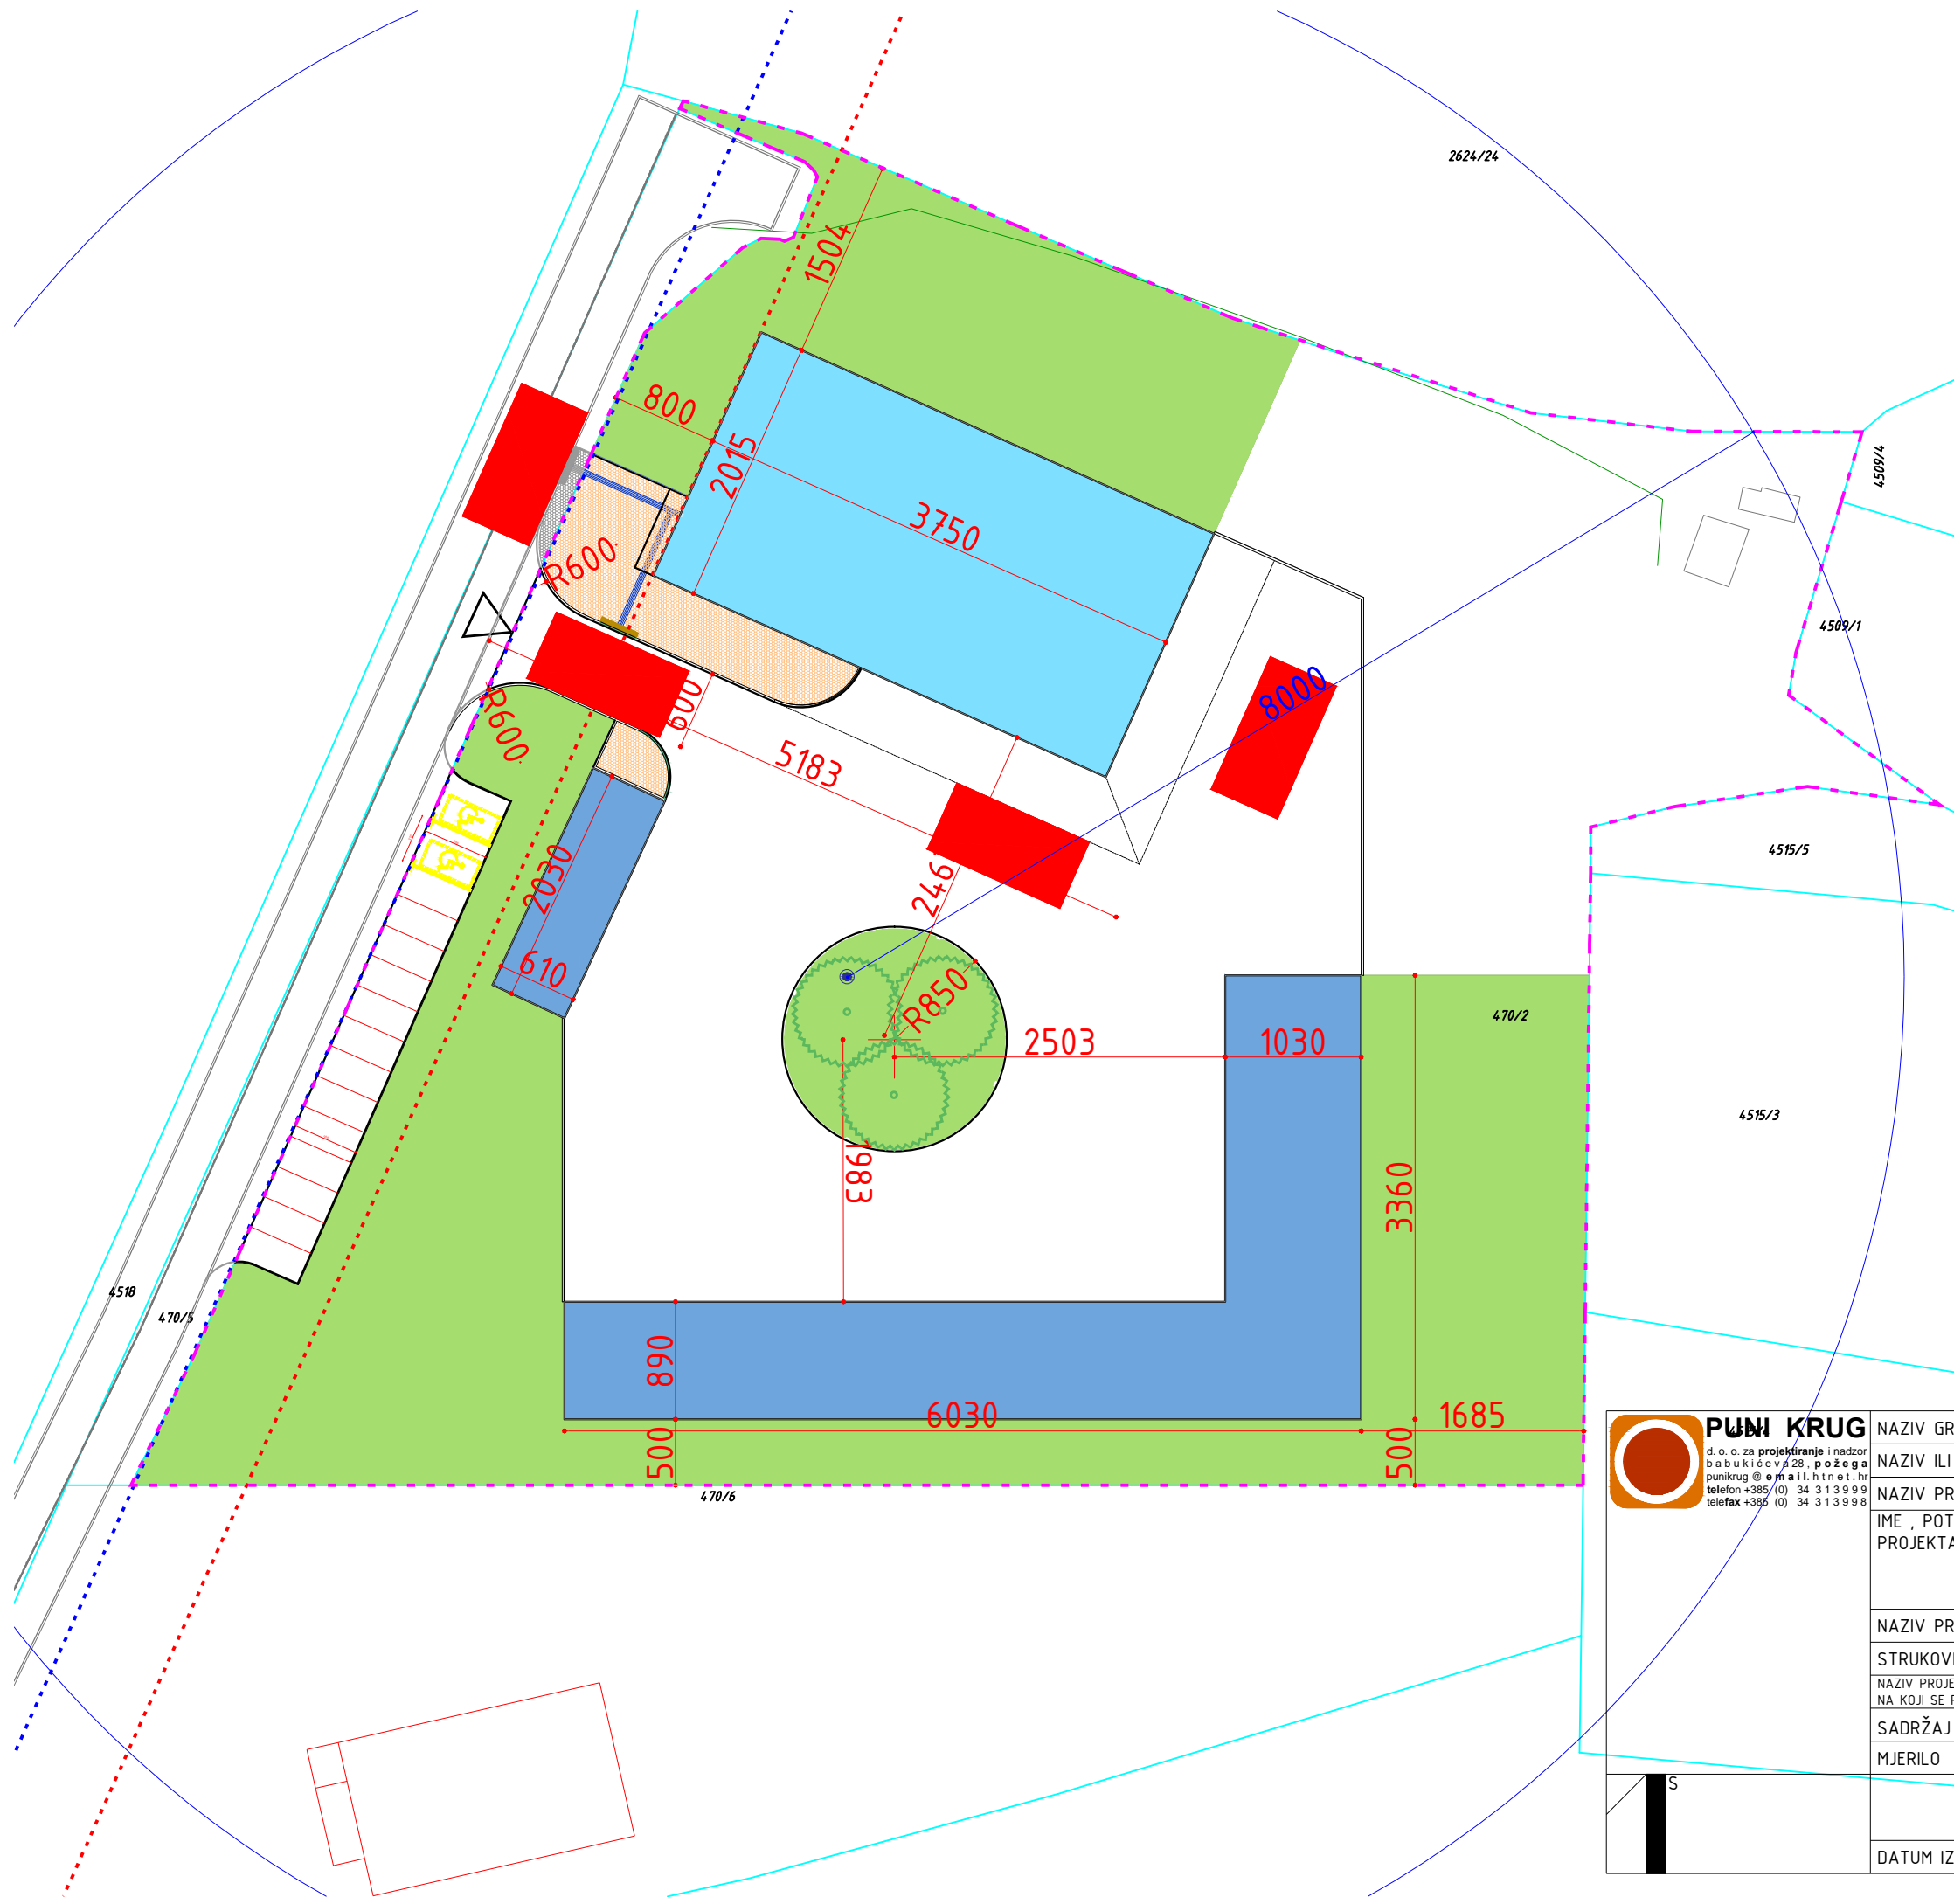 2624/24
1504
4509/4
800
2015
3750
R600
4509/1
8000
600
R600
5183
4515/5
2030
246
610
R850
470/2
2503
1030
4515/3
1983
3360
4518
470/5
890
6030
1685
500
500
470/6
PUNI KRUG
d. o. o. za projektiranje i nadzor
babukićeva 28, požega
punikrug @ email.htnet.hr
telefon +385 (0) 34 313999
telefax +385 (0) 34 313998
NAZIV GR
NAZIV ILI
NAZIV PR
IME , POT
PROJEKTA
NAZIV PR
STRUKOV
NAZIV PROJE
NA KOJI SE
SADRŽAJ
MJERILO
S
DATUM IZ